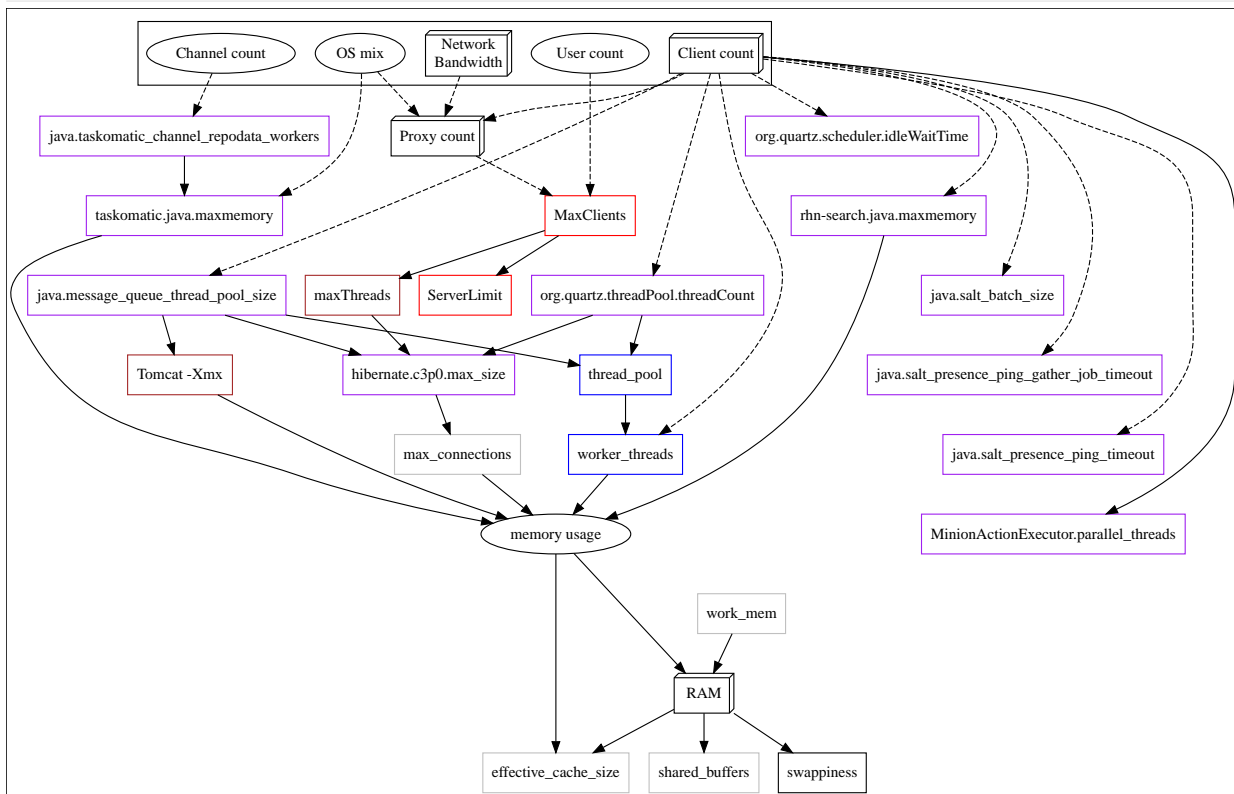 Channel count
OS mix
Network
Bandwidth
User count
Client count
java.taskomatic_channel_repodata_workers
Proxy count
org.quartz.scheduler.idleWaitTime
taskomatic.java.maxmemory
MaxClients
rhn-search.java.maxmemory
java.message_queue_thread_pool_size
maxThreads
ServerLimit
org.quartz.threadPool.threadCount
java.salt_batch_size
Tomcat -Xmx
hibernate.c3p0.max_size
thread_pool
java.salt_presence_ping_gather_job_timeout
max_connections
worker_threads
java.salt_presence_ping_timeout
memory usage
MinionActionExecutor.parallel_threads
work_mem
RAM
effective_cache_size
shared_buffers
swappiness